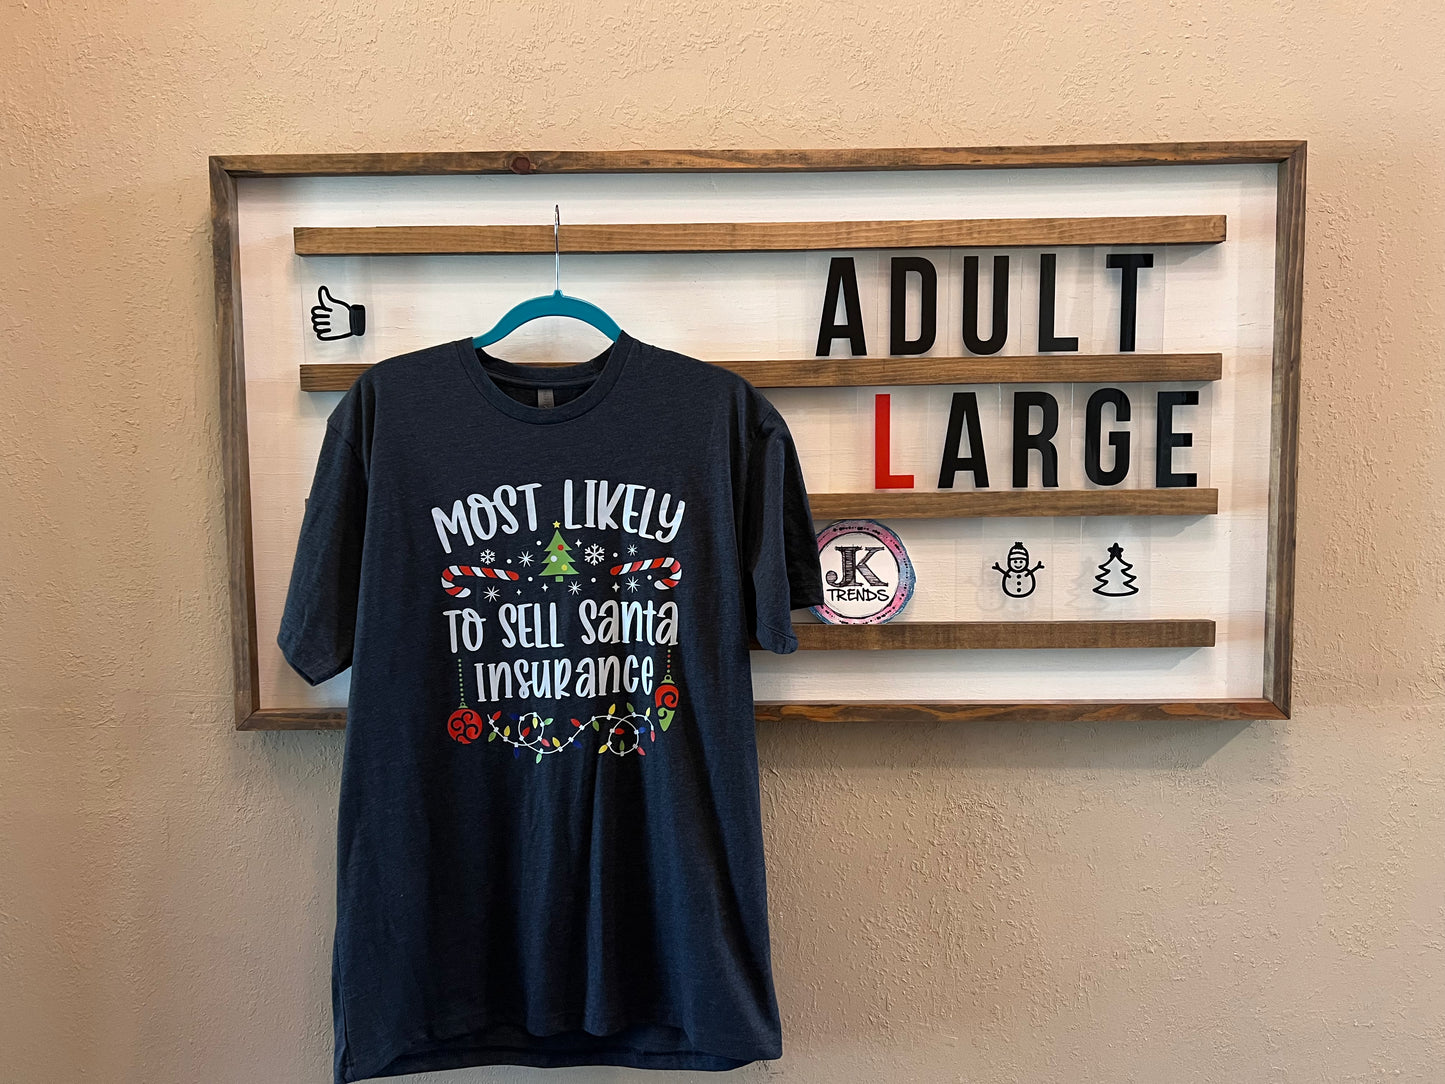 ADULT
LARGE
JK
TRENDS
MOST LIKELY
TO SELL Santa
INSURANCE